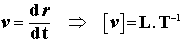 v = dr/dt ⇒ [v] = L. T⁻¹